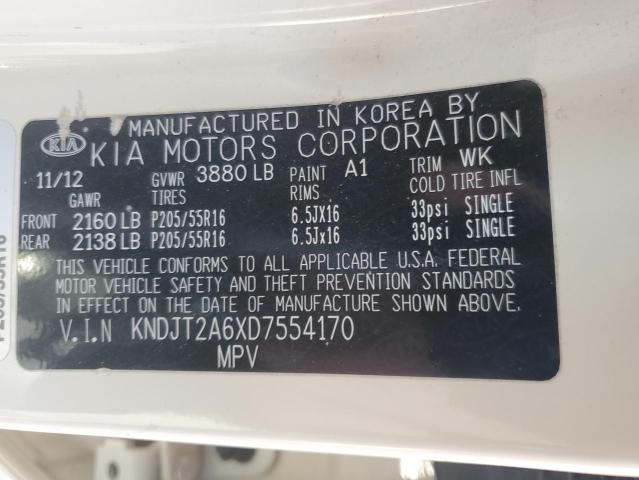 MANUFACTURED IN KOREA BY
KIA KIA MOTORS CORPORATION
11/12 GVWR 3880 LB PAINT A1 TRIM WK
GAWR TIRES RIMS COLD TIRE INFL
FRONT 2160 LB P205/55R16 6.5Jx16 33psi SINGLE
REAR 2138 LB P205/55R16 6.5Jx16 33psi SINGLE
THIS VEHICLE CONFORMS TO ALL APPLICABLE U.S.A. FEDERAL
MOTOR VEHICLE SAFETY AND THEFT PREVENTION STANDARDS
IN EFFECT ON THE DATE OF MANUFACTURE SHOWN ABOVE.
V.I.N KNDJT2A6XD7554170
MPV
P205/55R16